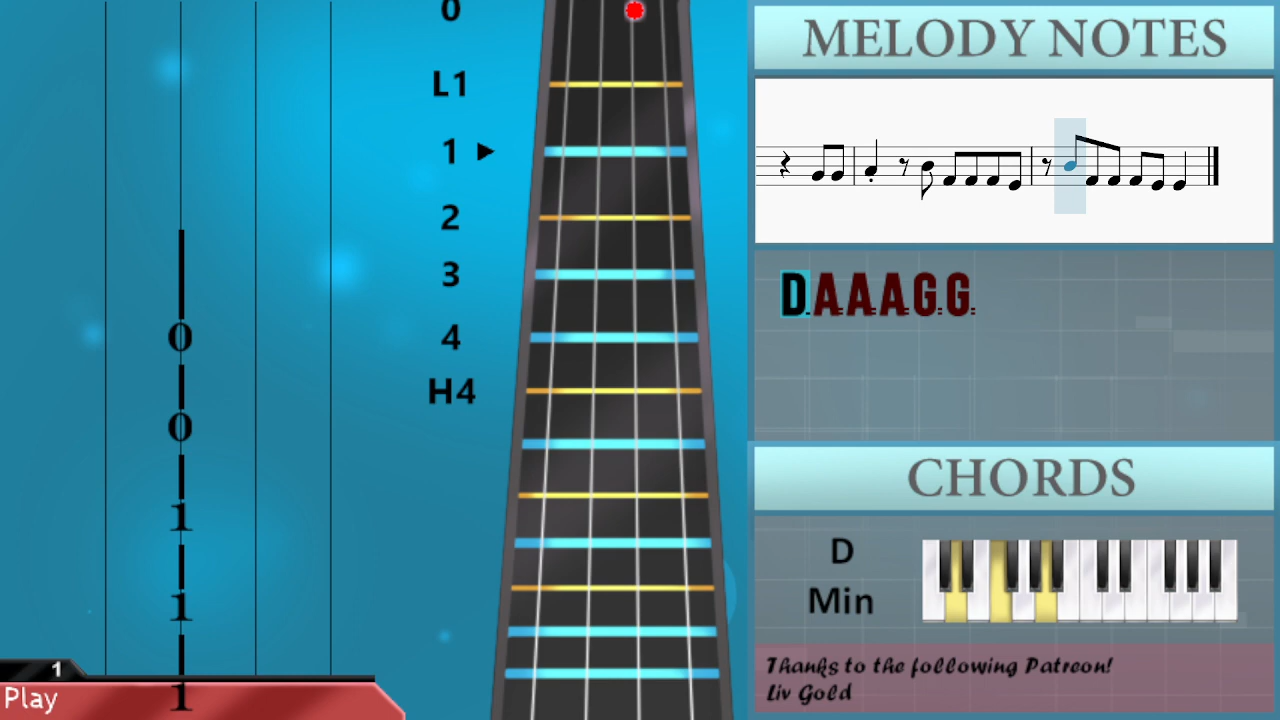 0
L1
1
2
3
4
H4
0
0
1
1
1
1
Play
MELODY NOTES
D A A A G G
CHORDS
D
Min
Thanks to the following Patreon!
Liv Gold